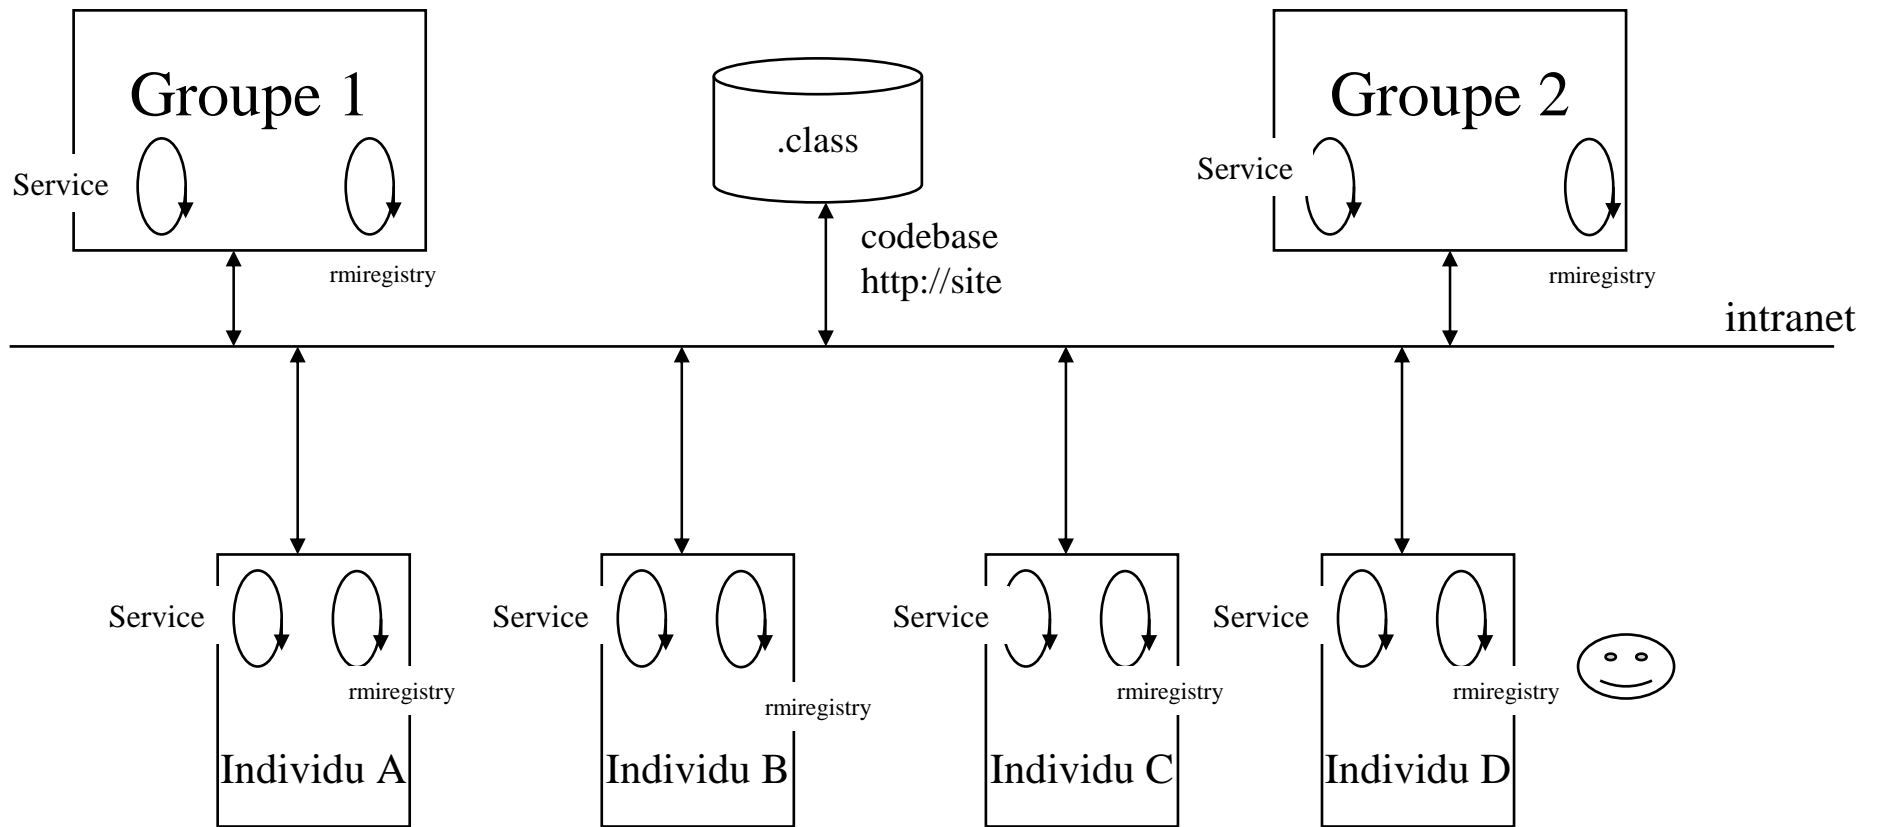 Groupe 1
Service
rmiregistry
.class
codebase
http://site
Groupe 2
Service
rmiregistry
intranet
Service
rmiregistry
Individu A
Service
rmiregistry
Individu B
Service
rmiregistry
Individu C
Service
rmiregistry
Individu D